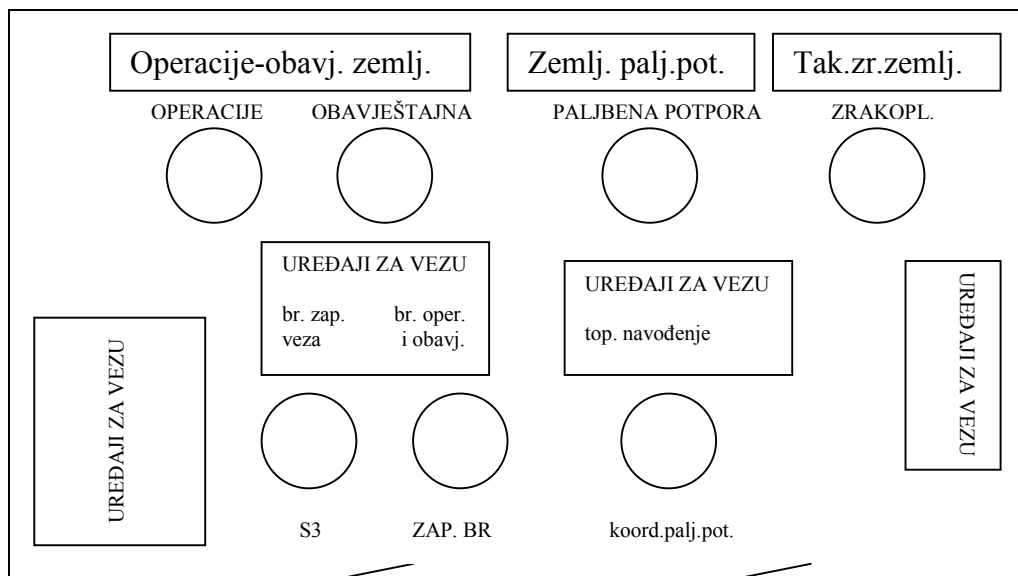 Operacije-obavj. zemlj.
Zemlj. palj.pot.
Tak.zr.zemlj.
OPERACIJE
OBAVJEŠTAJNA
PALJBENA POTPORA
ZRAKOPL.
UREĐAJI ZA VEZU
br. zap.
veza
br. oper.
i obavj.
UREĐAJI ZA VEZU
top. navođenje
UREĐAJI ZA VEZU
UREĐAJI ZA VEZU
S3
ZAP. BR
koord.palj.pot.